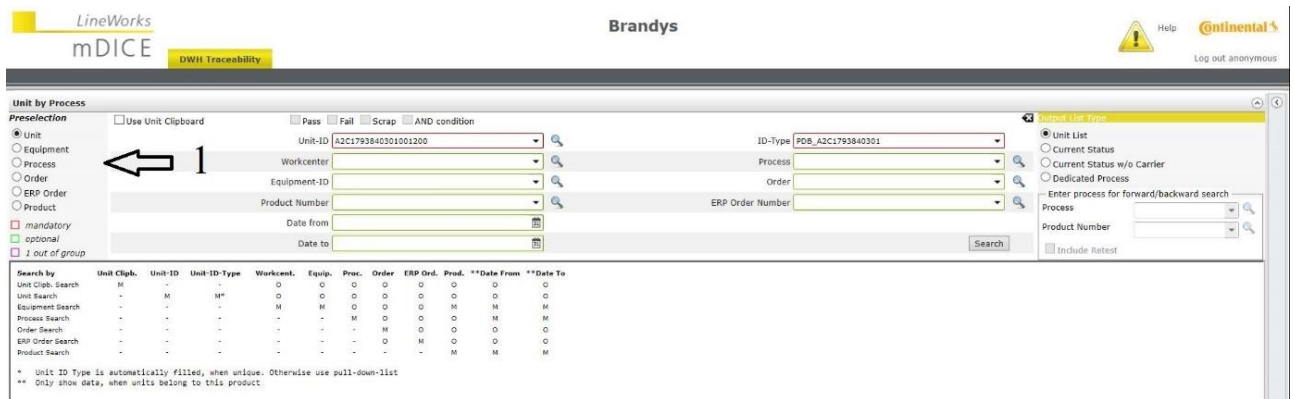 LineWorks
mDICE
DWH Traceability
Brandys
Help
Continental
Log out anonymous
Unit by Process
Preselection
Unit
Equipment
Process
Order
ERP Order
Product
mandatory
optional
1 out of group
1
Use Unit Clipboard Pass Fail Scrap AND condition
Unit-ID A2C1793840301001200 ID-Type PDB_A2C1793840301
Workcenter Process
Equipment-ID Order
Product Number ERP Order Number
Date from
Date to Search
Output List Type
Unit List
Current Status
Current Status w/o Carrier
Dedicated Process
Enter process for forward/backward search
Process
Product Number
Include Retest
Search by Unit Clipb. Unit-ID Unit-ID-Type Workcent. Equip. Proc. Order ERP Ord. Prod. **Date From **Date To
Unit Clipb. Search M - - O O O O O O O O
Unit Search - M M* O O O O O O O O
Equipment Search - - - M M O O O M M M
Process Search - - - - - M O O O M M
Order Search - - - - - - M O O O O
ERP Order Search - - - - - - O M O O O
Product Search - - - - - - - - M M M
* Unit ID Type is automatically filled, when unique. Otherwise use pull-down-list
** Only show data, when units belong to this product